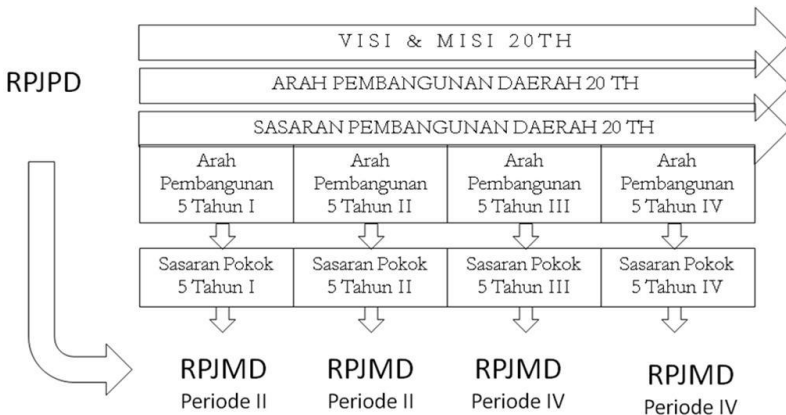 VISI & MISI 20TH
RPJPD
ARAH PEMBANGUNAN DAERAH 20 TH
SASARAN PEMBANGUNAN DAERAH 20 TH
Arah
Pembangunan
5 Tahun I
Arah
Pembangunan
5 Tahun II
Arah
Pembangunan
5 Tahun III
Arah
Pembangunan
5 Tahun IV
Sasaran Pokok
5 Tahun I
Sasaran Pokok
5 Tahun II
Sasaran Pokok
5 Tahun III
Sasaran Pokok
5 Tahun IV
RPJMD
Periode II
RPJMD
Periode II
RPJMD
Periode IV
RPJMD
Periode IV